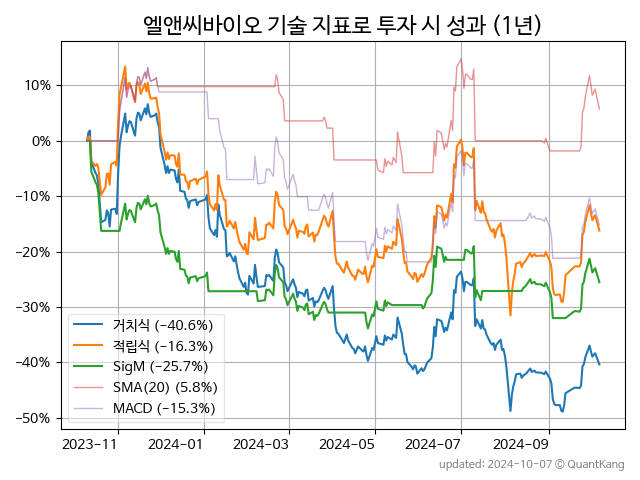 엘앤씨바이오 기술 지표로 투자 시 성과 (1년)
10%
0%
−10%
−20%
−30%
−40%
−50%
거치식 (−40.6%)
적립식 (−16.3%)
SigM (−25.7%)
SMA(20) (5.8%)
MACD (−15.3%)
2023−11
2024−01
2024−03
2024−05
2024−07
2024−09
updated: 2024-10-07 © QuantKang